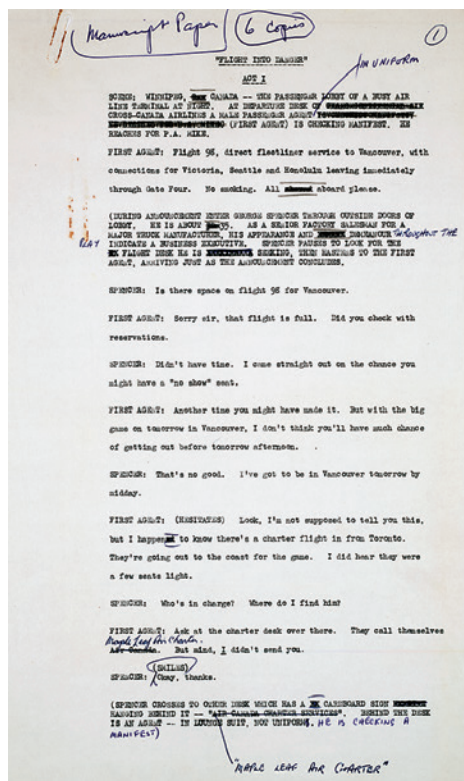 Manuscript Paper
6 Copies
1
"FLIGHT INTO DANGER"
IN UNIFORM
ACT I
SCENE: WINNIPEG, CANADA -- THE PASSENGER LOBBY OF A BUSY AIR
LINE TERMINAL AT NIGHT. AT DEPARTURE DESK OF
CROSS-CANADA AIRLINES A MALE PASSENGER AGENT
(FIRST AGENT) IS CHECKING MANIFEST. HE
REACHES FOR P.A. MIKE.
FIRST AGENT: Flight 98, direct fleetliner service to Vancouver, with
connections for Victoria, Seattle and Honolulu leaving immediately
through Gate Four. No smoking. All aboard please.
(DURING ANNOUNCEMENT ENTER GEORGE SPENCER THROUGH OUTSIDE DOORS OF
LOBBY. HE IS ABOUT 35. AS A SENIOR FACTORY SALESMAN FOR A
MAJOR TRUCK MANUFACTURER, HIS APPEARANCE AND DEMEANOUR THROUGHOUT THE
PLAY INDICATE A BUSINESS EXECUTIVE. SPENCER PAUSES TO LOOK FOR THE
FLIGHT DESK HE IS SEEKING, THEN HASTENS TO THE FIRST
AGENT, ARRIVING JUST AS THE ANNOUNCEMENT CONCLUDES.
SPENCER: Is there space on flight 98 for Vancouver.
FIRST AGENT: Sorry sir, that flight is full. Did you check with
reservations.
SPENCER: Didn't have time. I came straight out on the chance you
might have a "no show" seat.
FIRST AGENT: Another time you might have made it. But with the big
game on tomorrow in Vancouver, I don't think you'll have much chance
of getting out before tomorrow afternoon.
SPENCER: That's no good. I've got to be in Vancouver tomorrow by
midday.
FIRST AGENT: (HESITATES) Look, I'm not supposed to tell you this,
but I happen to know there's a charter flight in from Toronto.
They're going out to the coast for the game. I did hear they were
a few seats light.
SPENCER: Who's in charge? Where do I find him?
FIRST AGENT: Ask at the charter desk over there. They call themselves
Maple Leaf Air Charter.
Air Canada. But mind, I didn't send you.
(SMILES)
SPENCER: Okay, thanks.
(SPENCER CROSSES TO OTHER DESK WHICH HAS A CARDBOARD SIGN
HANGING BEHIND IT -- "AIR CANADA CHARTER SERVICES". BEHIND THE DESK
IS AN AGENT -- IN LOUNGE SUIT, NOT UNIFORM. HE IS CHECKING A
MANIFEST)
"MAPLE LEAF AIR CHARTER"